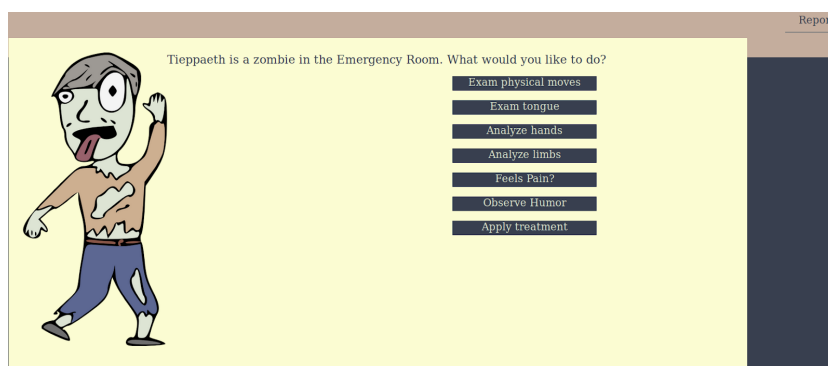 Repor
Tieppaeth is a zombie in the Emergency Room. What would you like to do?
Exam physical moves
Exam tongue
Analyze hands
Analyze limbs
Feels Pain?
Observe Humor
Apply treatment